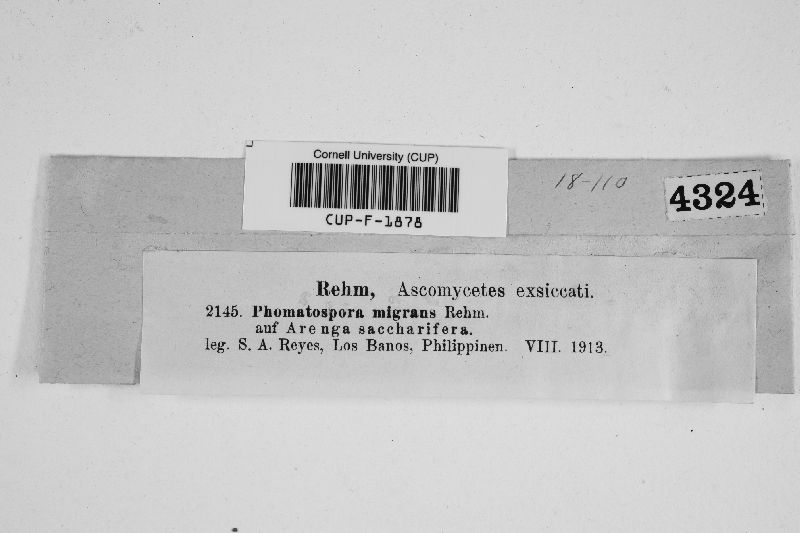 Cornell University (CUP)
CUP-F-1878
18-110
4324
Rehm, Ascomycetes exsiccati.
2145. Phomatospora migrans Rehm.
auf Arenga saccharifera.
leg. S. A. Reyes, Los Banos, Philippinen. VIII. 1913.